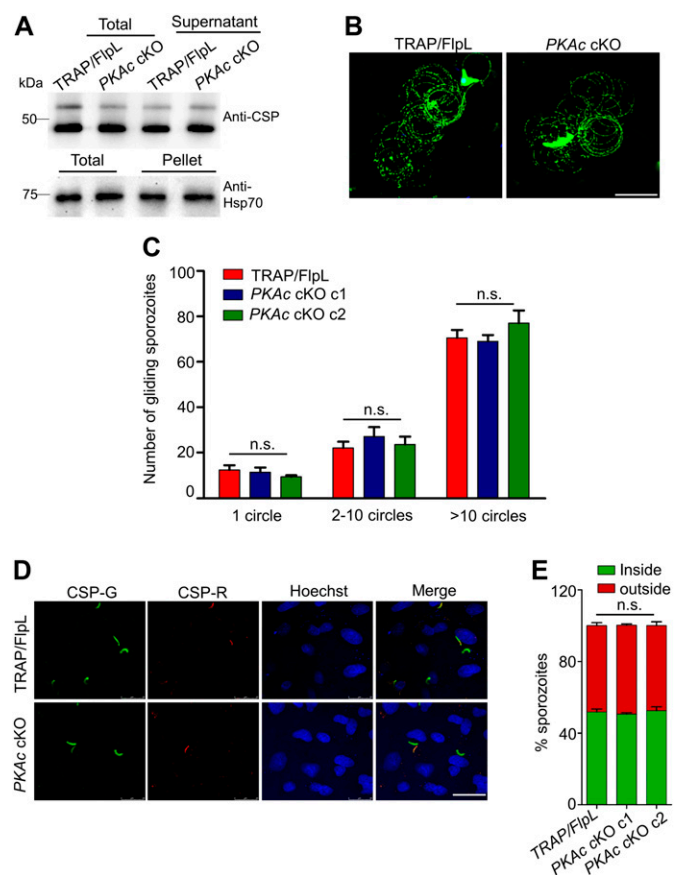 A
Total
Supernatant
TRAP/FlpL
PKAc cKO
TRAP/FlpL
PKAc cKO
kDa
50
Anti-CSP
Total
Pellet
75
Anti-
Hsp70
B
TRAP/FlpL
PKAc cKO
C
Number of gliding sporozoites
100
80
60
40
20
0
TRAP/FlpL
PKAc cKO c1
PKAc cKO c2
n.s.
n.s.
n.s.
1 circle
2-10 circles
>10 circles
D
CSP-G
CSP-R
Hoechst
Merge
TRAP/FlpL
PKAc cKO
E
Inside
outside
n.s.
% sporozoites
120
80
40
0
TRAP/FlpL
PKAc cKO c1
PKAc cKO c2